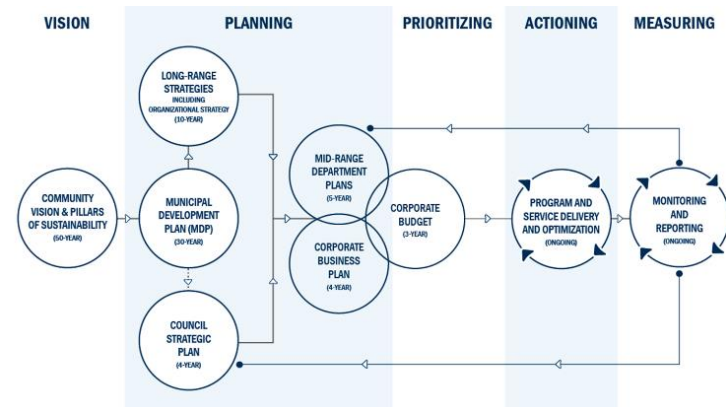 VISION
PLANNING
PRIORITIZING
ACTIONING
MEASURING
LONG-RANGE
STRATEGIES
INCLUDING
ORGANIZATIONAL STRATEGY
(10-YEAR)
COMMUNITY
VISION & PILLARS
OF SUSTAINABILITY
(50-YEAR)
MUNICIPAL
DEVELOPMENT
PLAN (MDP)
(30-YEAR)
COUNCIL
STRATEGIC
PLAN
(4-YEAR)
MID-RANGE
DEPARTMENT
PLANS
(5-YEAR)
CORPORATE
BUSINESS
PLAN
(4-YEAR)
CORPORATE
BUDGET
(3-YEAR)
PROGRAM AND
SERVICE DELIVERY
AND OPTIMIZATION
(ONGOING)
MONITORING
AND
REPORTING
(ONGOING)